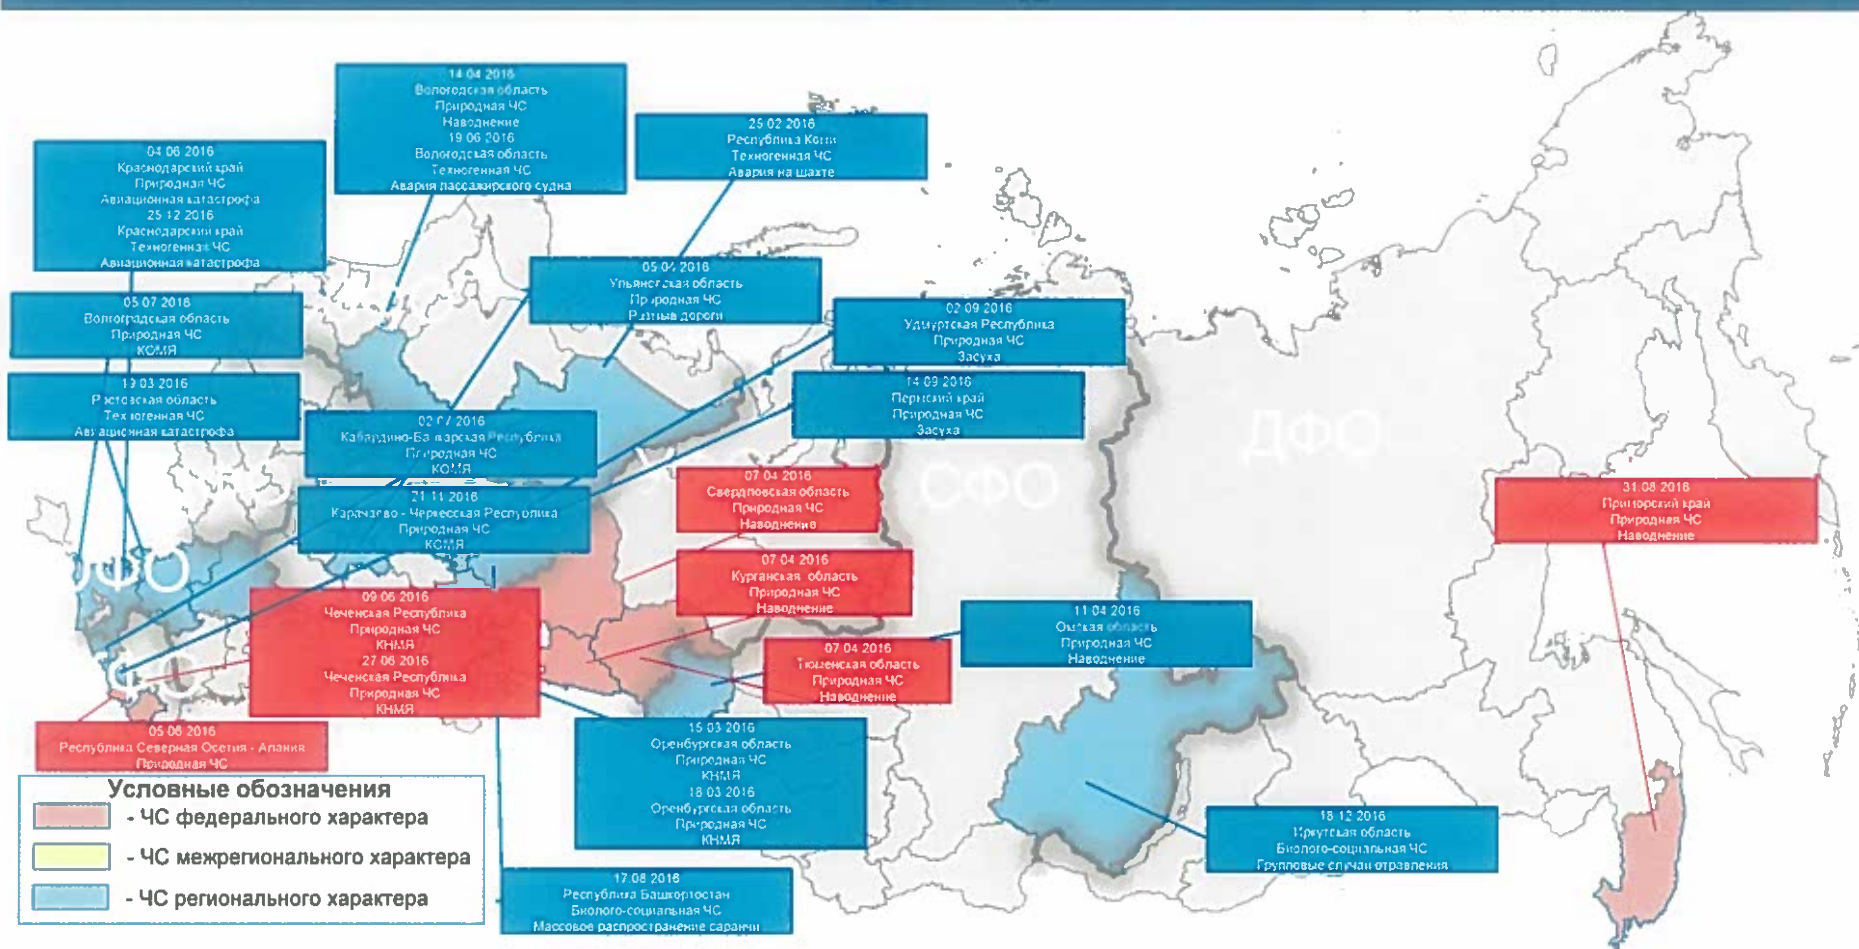 14 04 2016
Вологодская область
Природная ЧС
Наводнение
19 06 2016
Вологодская область
Техногенная ЧС
Авария пассажирского судна
25 02 2016
Республика Коми
Техногенная ЧС
Авария на шахте
04 06 2016
Краснодарский край
Природная ЧС
Авиационная катастрофа
25 12 2016
Краснодарский край
Техногенная ЧС
Авиационная катастрофа
05 07 2016
Волгоградская область
Природная ЧС
КОМЯ
19 03 2016
Ростовская область
Техногенная ЧС
Авиационная катастрофа
05 04 2016
Ульяновская область
Природная ЧС
Размыв дороги
02 09 2016
Удмуртская Республика
Природная ЧС
Засуха
14 09 2016
Пермский край
Природная ЧС
Засуха
02 07 2016
Кабардино-Балкарская Республика
Природная ЧС
КОМЯ
21 11 2016
Карачаево - Черкесская Республика
Природная ЧС
КОМЯ
07 04 2016
Свердловская область
Природная ЧС
Наводнение
07 04 2016
Курганская область
Природная ЧС
Наводнение
07 04 2016
Тюменская область
Природная ЧС
Наводнение
11 04 2016
Омская область
Природная ЧС
Наводнение
31.08 2016
Приморский край
Природная ЧС
Наводнение
09 06 2016
Чеченская Республика
Природная ЧС
КНМЯ
27 06 2016
Чеченская Республика
Природная ЧС
КНМЯ
05 06 2016
Республика Северная Осетия - Алания
Природная ЧС
15 03 2016
Оренбургская область
Природная ЧС
КНМЯ
18 03 2016
Оренбургская область
Природная ЧС
КНМЯ
17 08 2016
Республика Башкортостан
Биолого-социальная ЧС
Массовое распространение саранчи
18 12 2016
Иркутская область
Биолого-социальная ЧС
Групповые случаи отравления
СФО
ДФО
Условные обозначения
- ЧС федерального характера
- ЧС межрегионального характера
- ЧС регионального характера